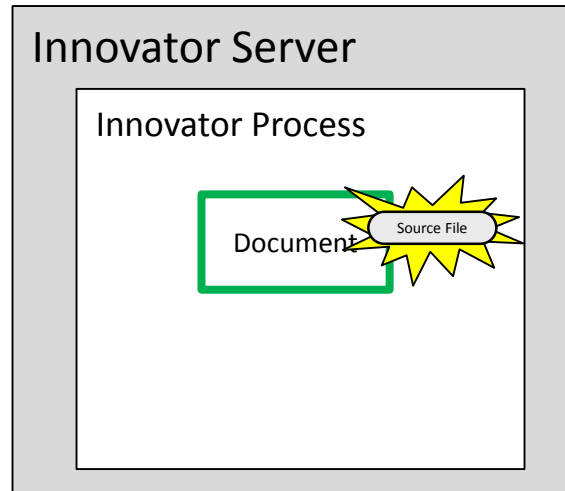 Innovator Server
Innovator Process
Document
Source File